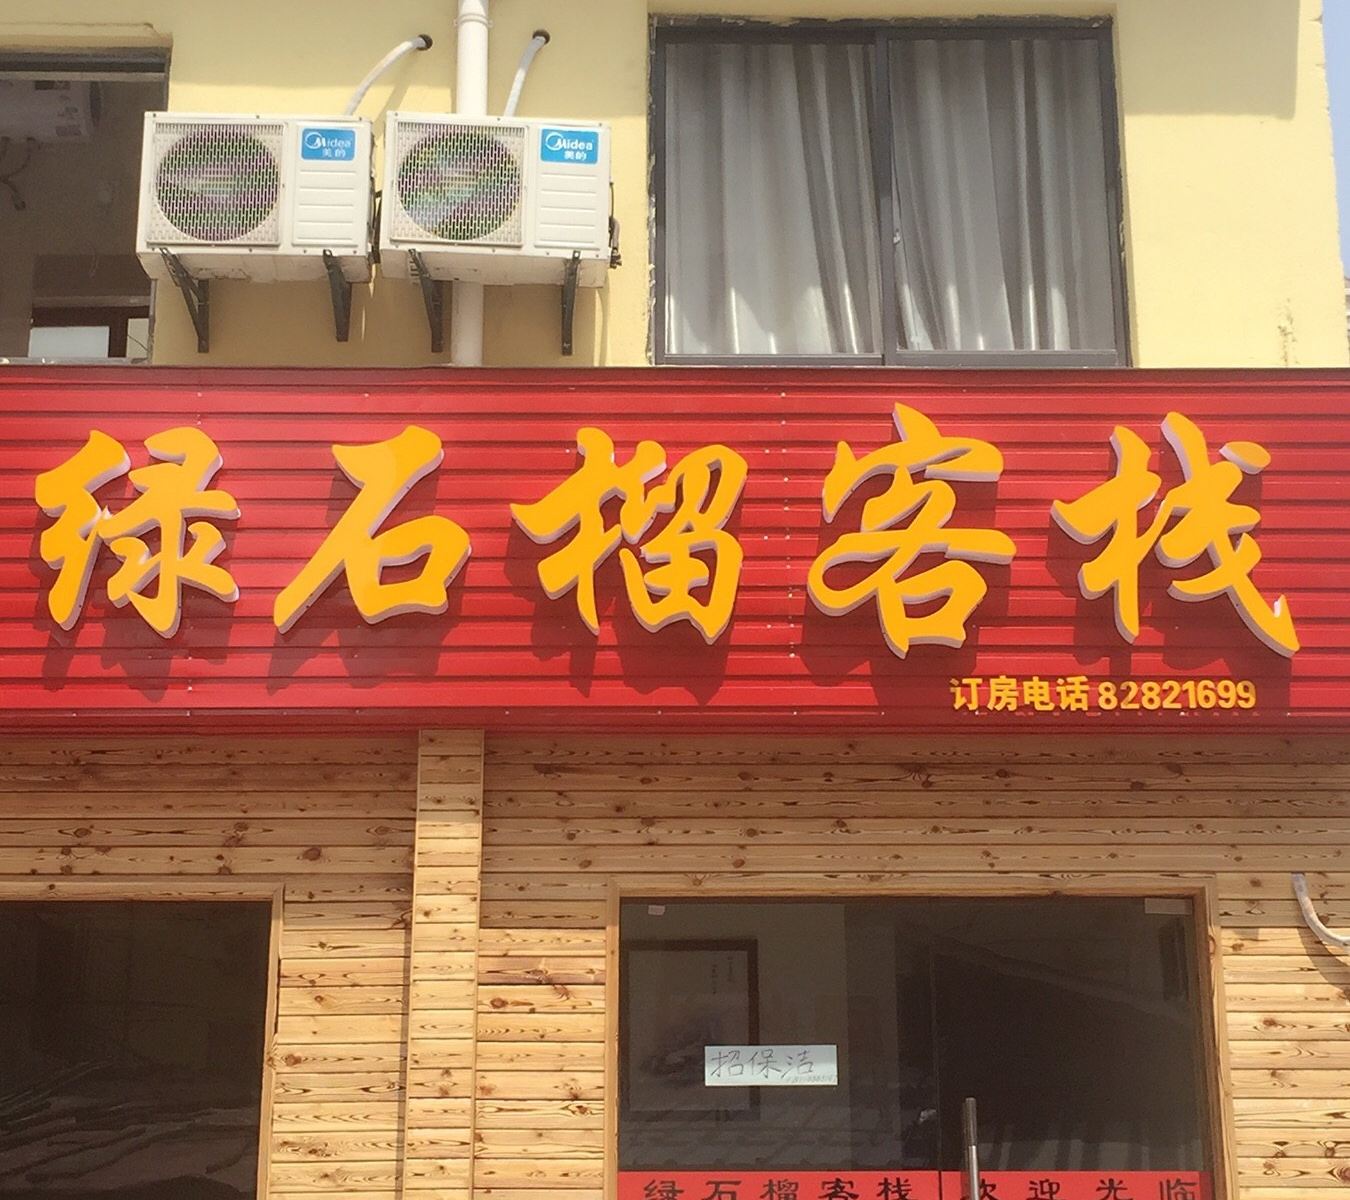 Midea
美的
Midea
美的
绿石榴客栈
订房电话 82821699
招保洁
绿石榴客栈 欢迎光临